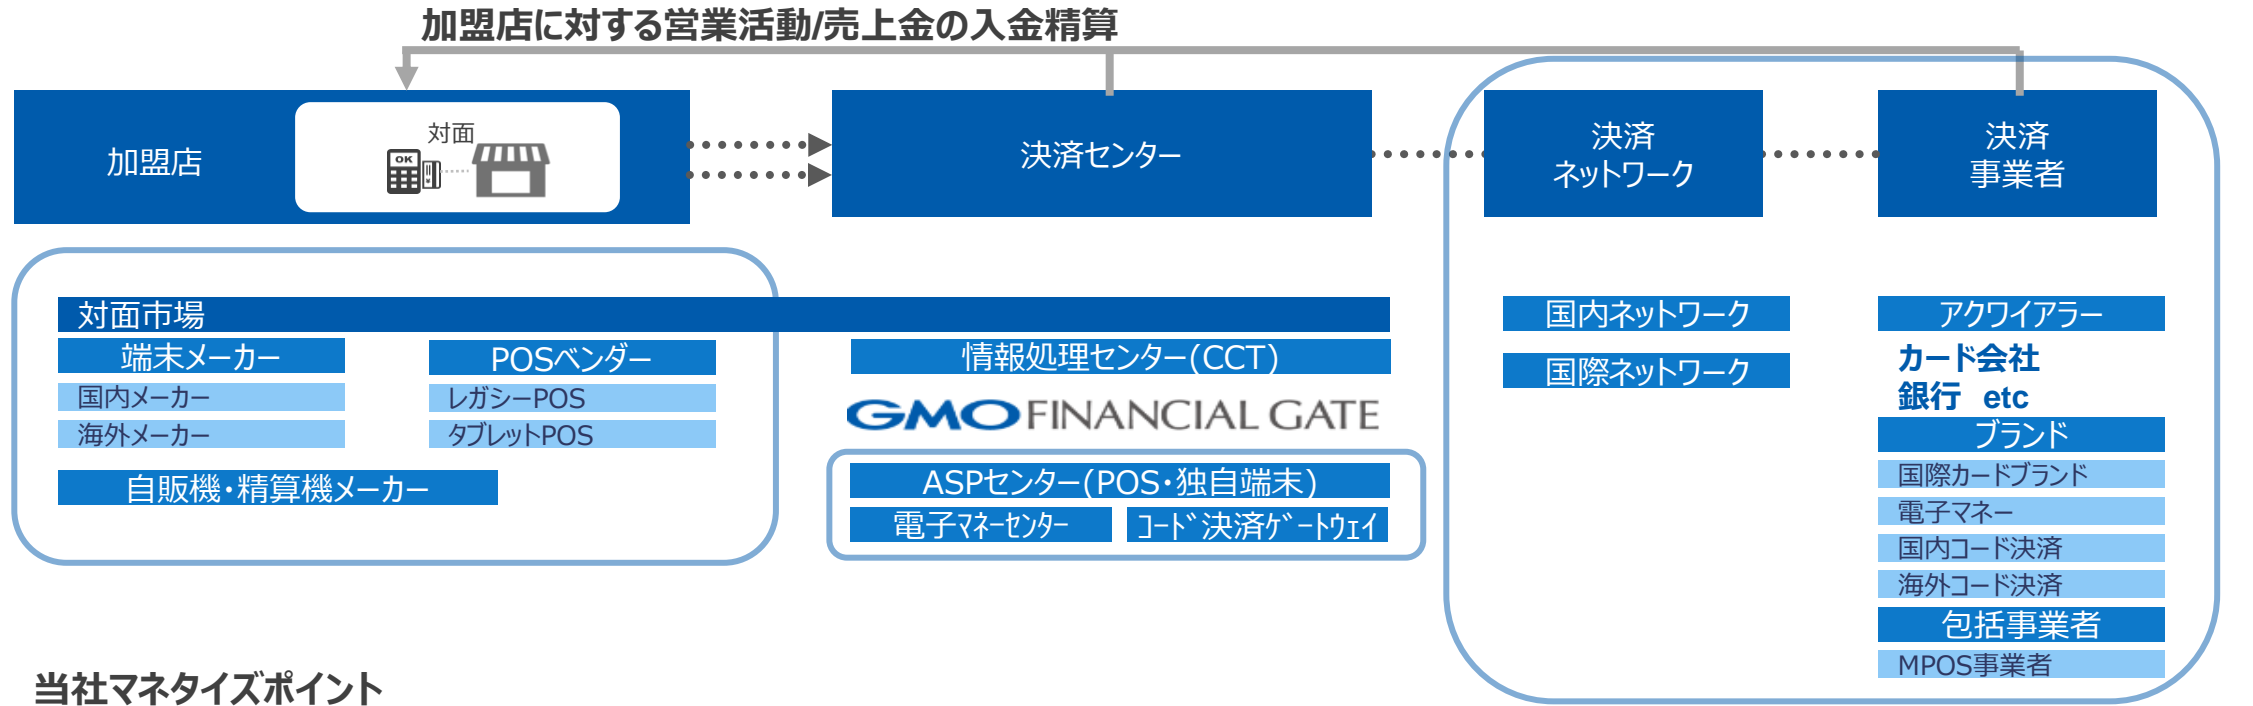 加盟店に対する営業活動/売上金の入金精算
加盟店
対面
OK
決済センター
決済
ネットワーク
決済
事業者
対面市場
端末メーカー
国内メーカー
海外メーカー
POSベンダー
レガシーPOS
タブレットPOS
自販機・精算機メーカー
情報処理センター(CCT)
GMO FINANCIAL GATE
ASPセンター(POS・独自端末)
電子ﾏﾈｰｾﾝﾀｰ
ｺｰﾄﾞ決済ｹﾞｰﾄｳｪｲ
国内ネットワーク
国際ネットワーク
アクワイアラー
カード会社
銀行 etc
ブランド
国際カードブランド
電子マネー
国内コード決済
海外コード決済
包括事業者
MPOS事業者
当社マネタイズポイント